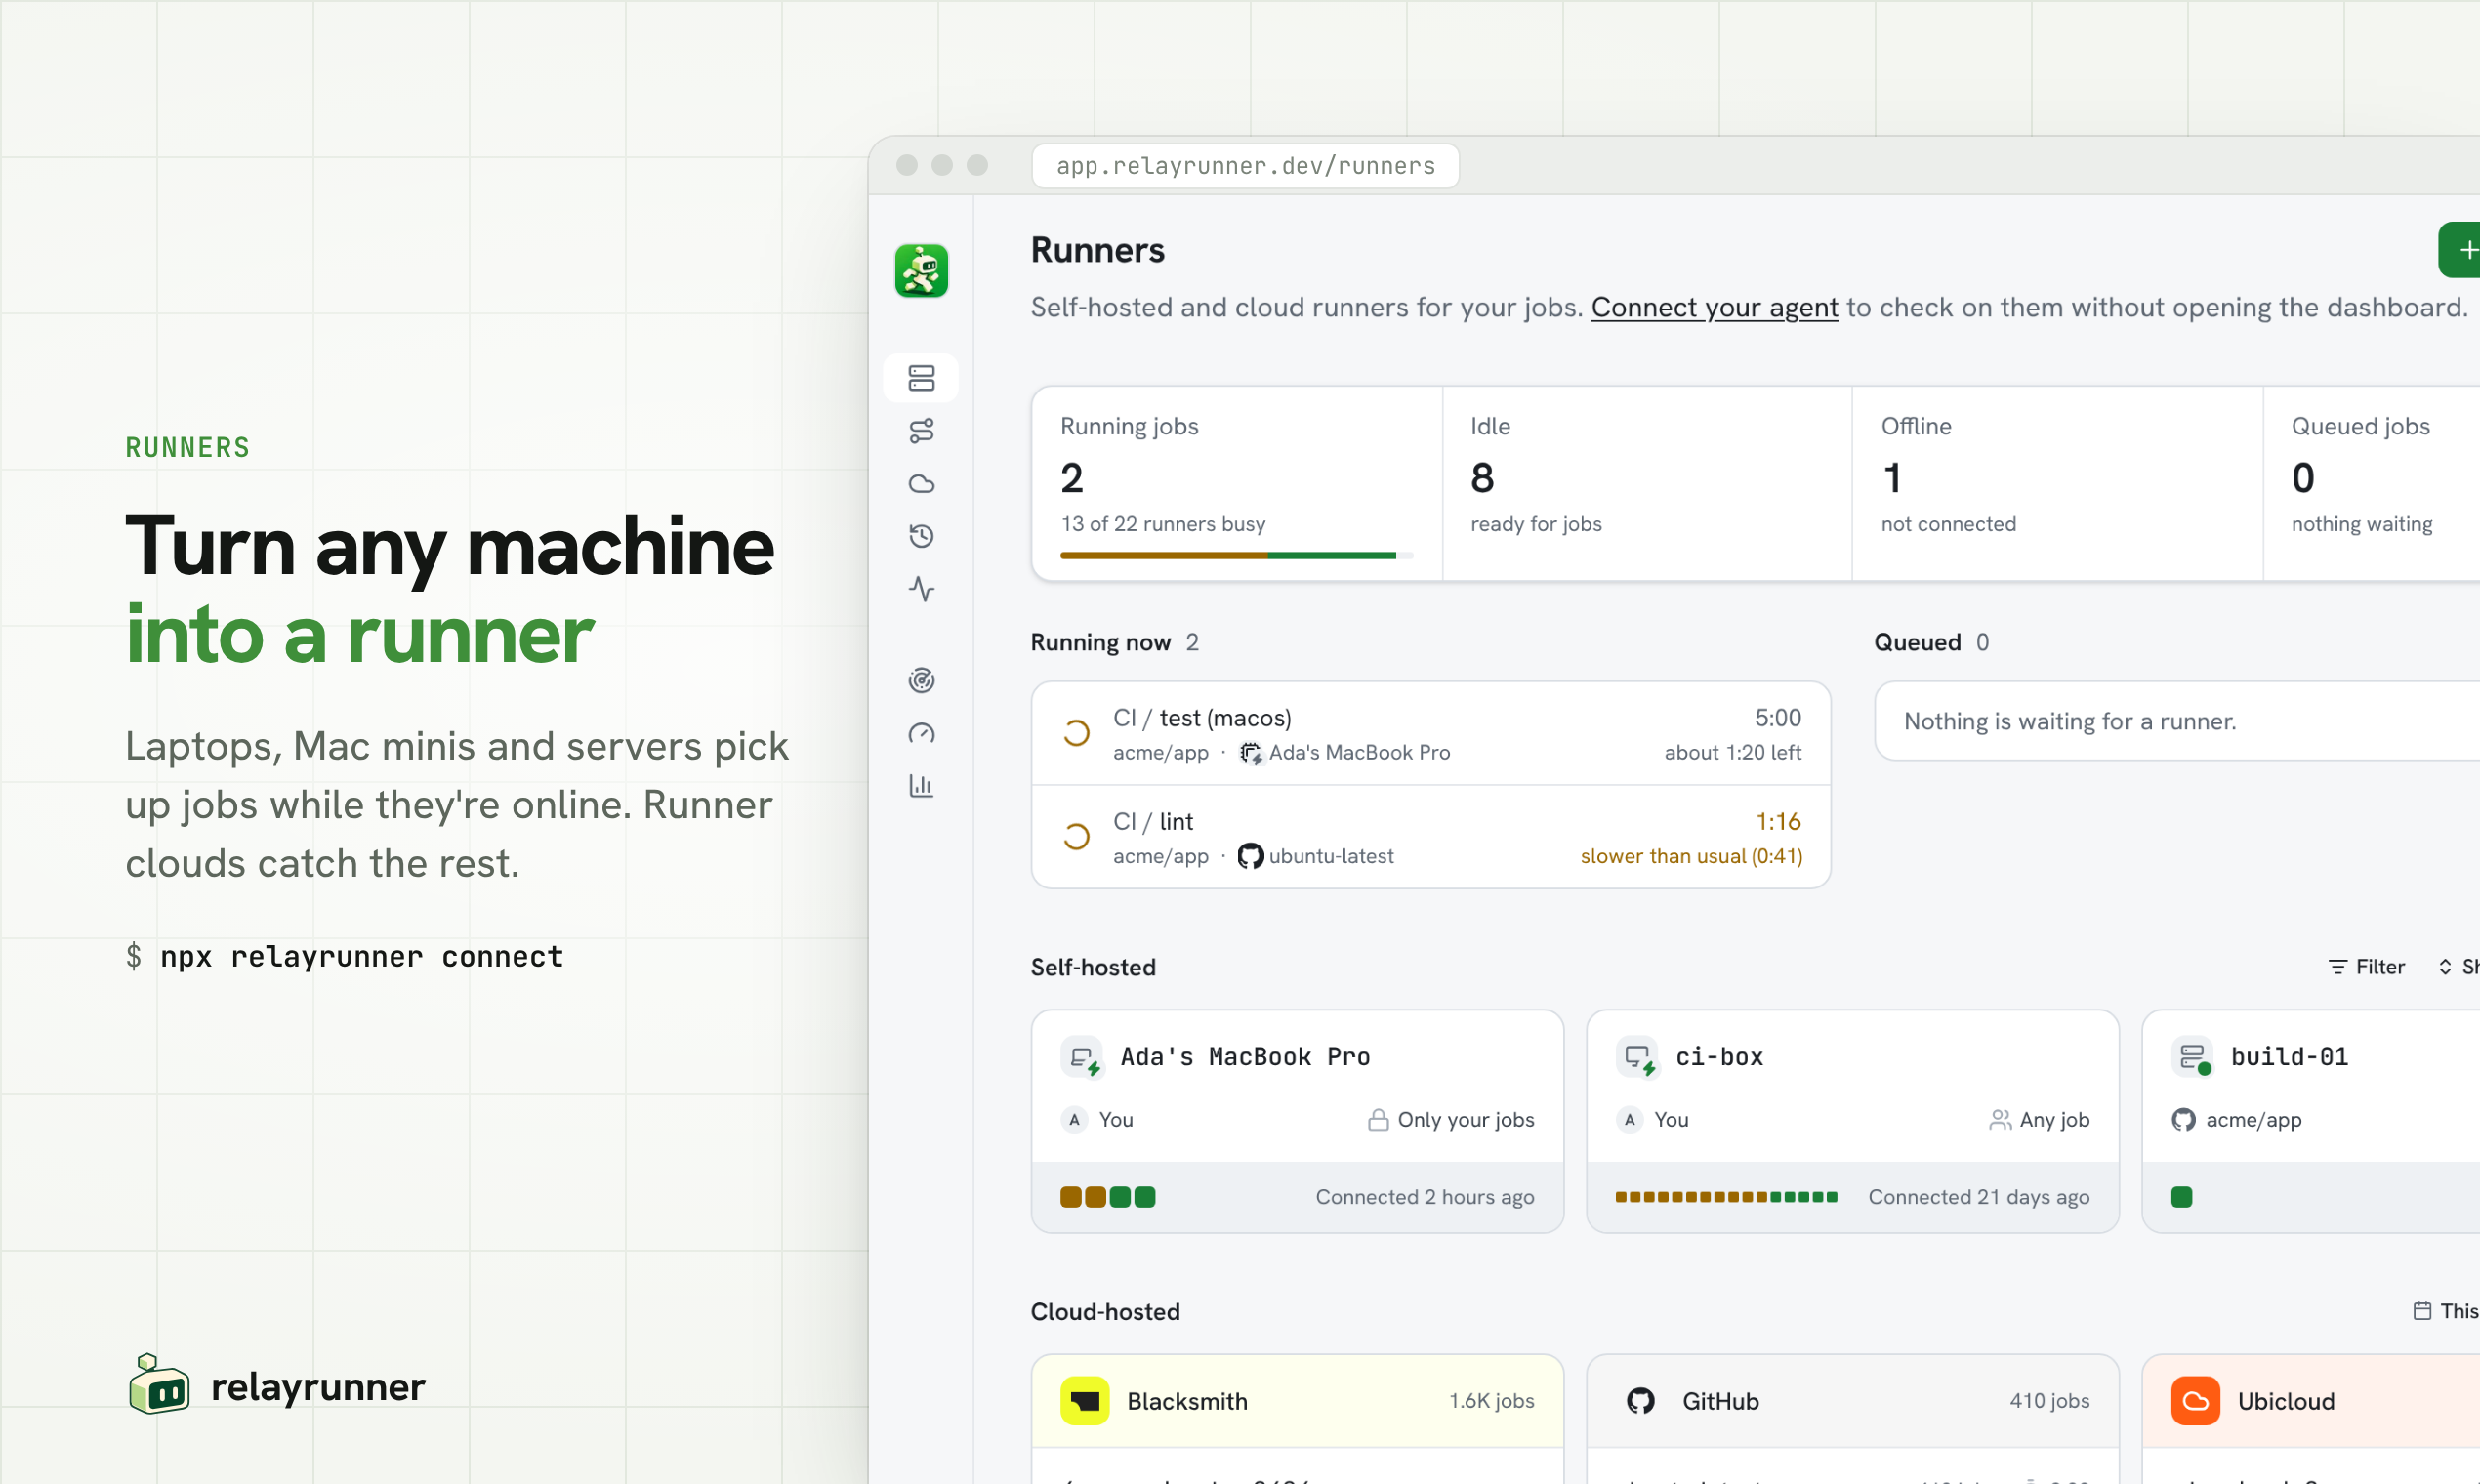 app.relayrunner.dev/runners
RUNNERS
Turn any machine
into a runner
Laptops, Mac minis and servers pick
up jobs while they're online. Runner
clouds catch the rest.
$ npx relayrunner connect
relayrunner
Runners
Self-hosted and cloud runners for your jobs. Connect your agent to check on them without opening the dashboard.
Running jobs
2
13 of 22 runners busy
Idle
8
ready for jobs
Offline
1
not connected
Queued jobs
0
nothing waiting
Running now 2
CI / test (macos) 5:00
acme/app · Ada's MacBook Pro about 1:20 left
CI / lint 1:16
acme/app · ubuntu-latest slower than usual (0:41)
Queued 0
Nothing is waiting for a runner.
Self-hosted
Filter
Ada's MacBook Pro
A You Only your jobs
Connected 2 hours ago
ci-box
A You Any job
Connected 21 days ago
build-01
acme/app
Cloud-hosted
This
Blacksmith 1.6K jobs
GitHub 410 jobs
Ubicloud